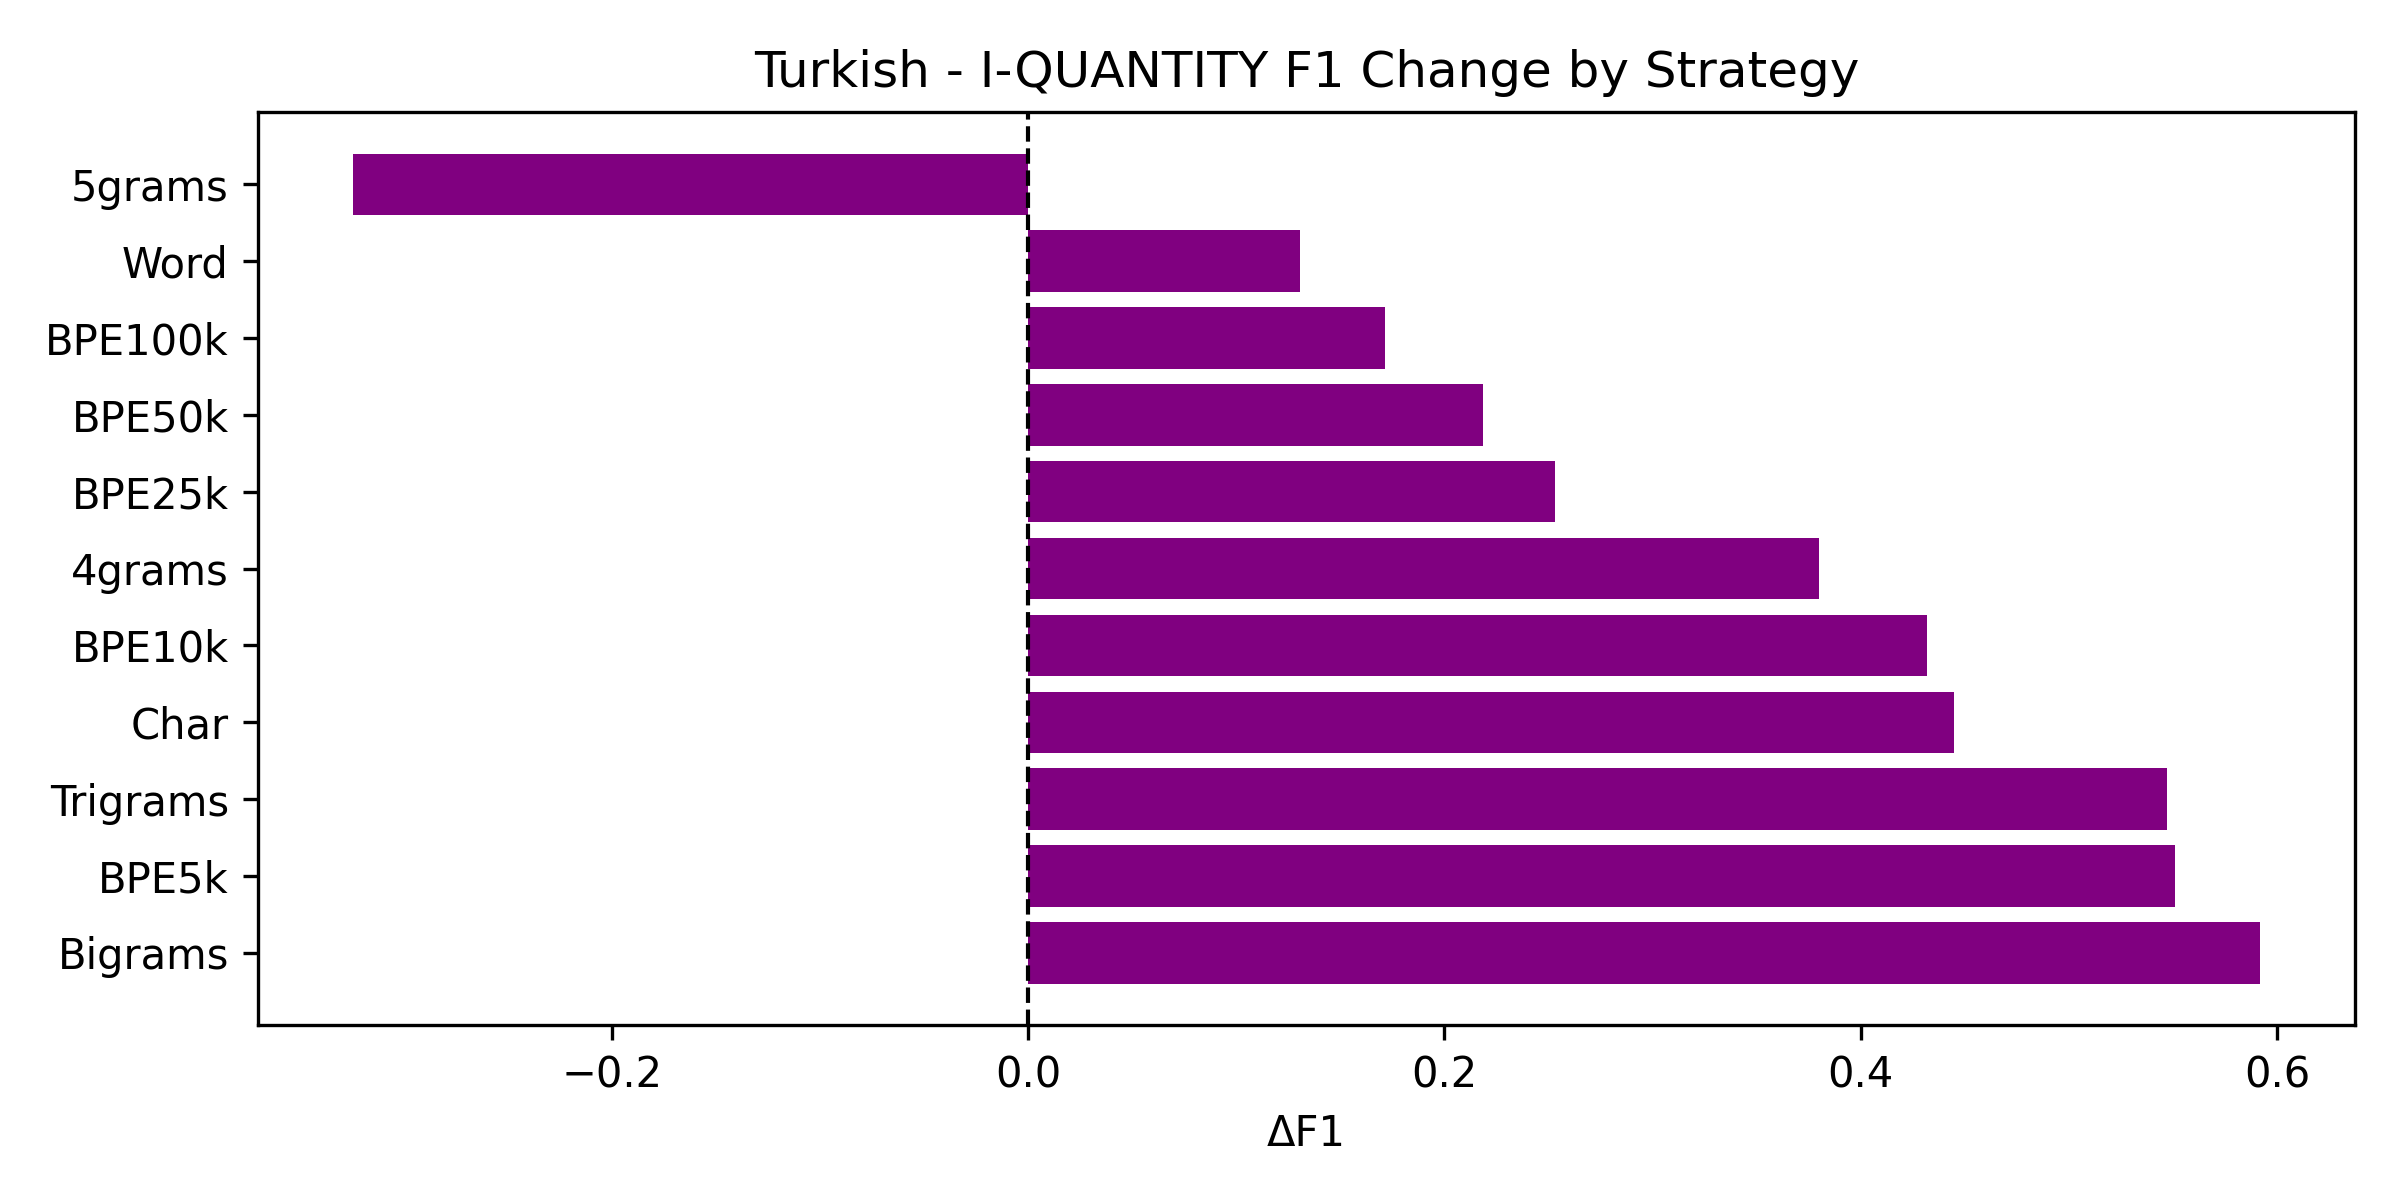 Turkish - I-QUANTITY F1 Change by Strategy
5grams
Word
BPE100k
BPE50k
BPE25k
4grams
BPE10k
Char
Trigrams
BPE5k
Bigrams
−0.2 0.0 0.2 0.4 0.6
ΔF1